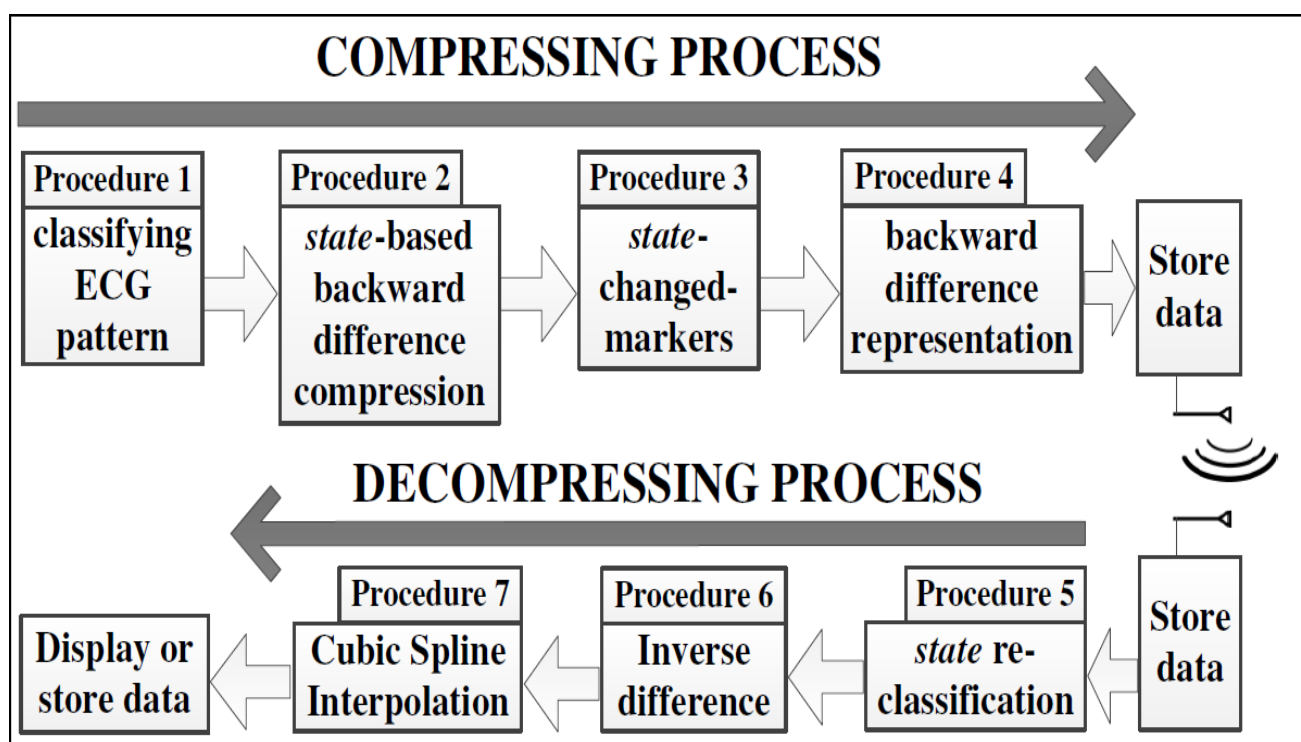 COMPRESSING PROCESS
Procedure 1
classifying
ECG
pattern
Procedure 2
state-based
backward
difference
compression
Procedure 3
state-
changed-
markers
Procedure 4
backward
difference
representation
Store
data
DECOMPRESSING PROCESS
Store
data
Procedure 5
state re-
classification
Procedure 6
Inverse
difference
Procedure 7
Cubic Spline
Interpolation
Display or
store data